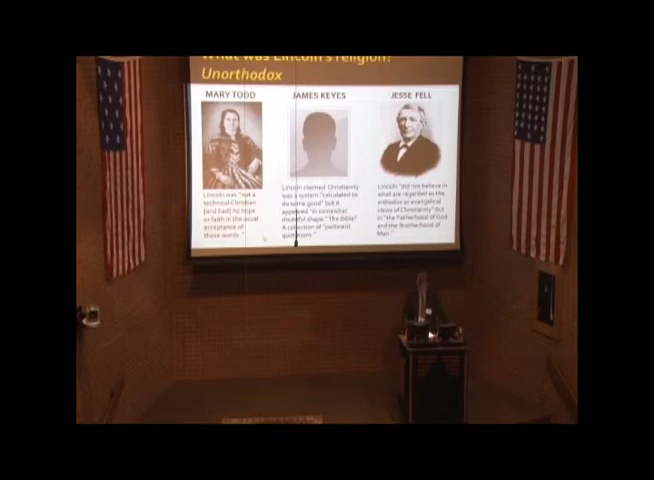 What was Lincoln's religion?
Unorthodox
MARY TODD
JAMES KEYES
JESSE FELL
Lincoln was "not a
technical Christian
[and had] no hope
or faith in the usual
acceptance of
those words."
Lincoln claimed Christianity
was a system "calculated to
do some good" but it
appeared "in somewhat
doubtful shape." The Bible?
A collection of "pertinent
quotations."
Lincoln "did not believe in
what are regarded as the
orthodox or evangelical
views of Christianity" but
in "the Fatherhood of God
and the Brotherhood of
Man."